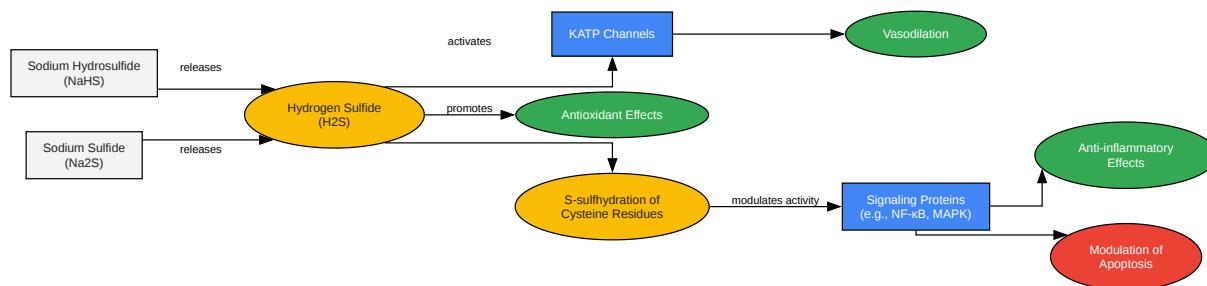 KATP Channels
Vasodilation
activates
Sodium Hydrosulfide
(NaHS)
releases
Hydrogen Sulfide
(H2S)
promotes
Antioxidant Effects
Sodium Sulfide
(Na2S)
releases
Anti-inflammatory
Effects
S-sulfhydration of
Cysteine Residues
modulates activity
Signaling Proteins
(e.g., NF-κB, MAPK)
Modulation of
Apoptosis